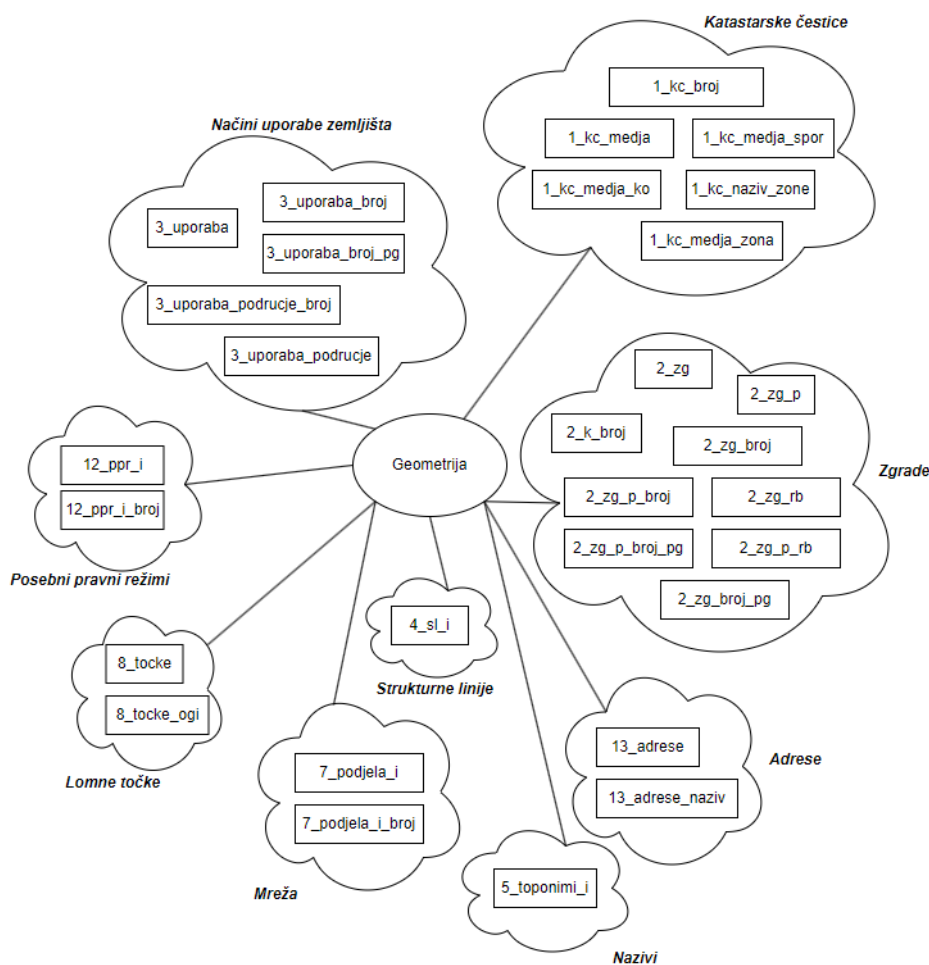 Katastarske čestice
1_kc_broj
1_kc_medja
1_kc_medja_spor
1_kc_medja_ko
1_kc_naziv_zone
1_kc_medja_zona
Načini uporabe zemljišta
3_uporaba_broj
3_uporaba
3_uporaba_broj_pg
3_uporaba_podrucje_broj
3_uporaba_podrucje
2_zg
2_zg_p
2_k_broj
2_zg_broj
Zgrade
2_zg_p_broj
2_zg_rb
2_zg_p_broj_pg
2_zg_p_rb
2_zg_broj_pg
Geometrija
12_ppr_i
12_ppr_i_broj
Posebni pravni režimi
4_sl_i
Strukturne linije
8_tocke
8_tocke_ogi
Lomne točke
13_adrese
13_adrese_naziv
Adrese
7_podjela_i
7_podjela_i_broj
Mreža
5_toponimi_i
Nazivi